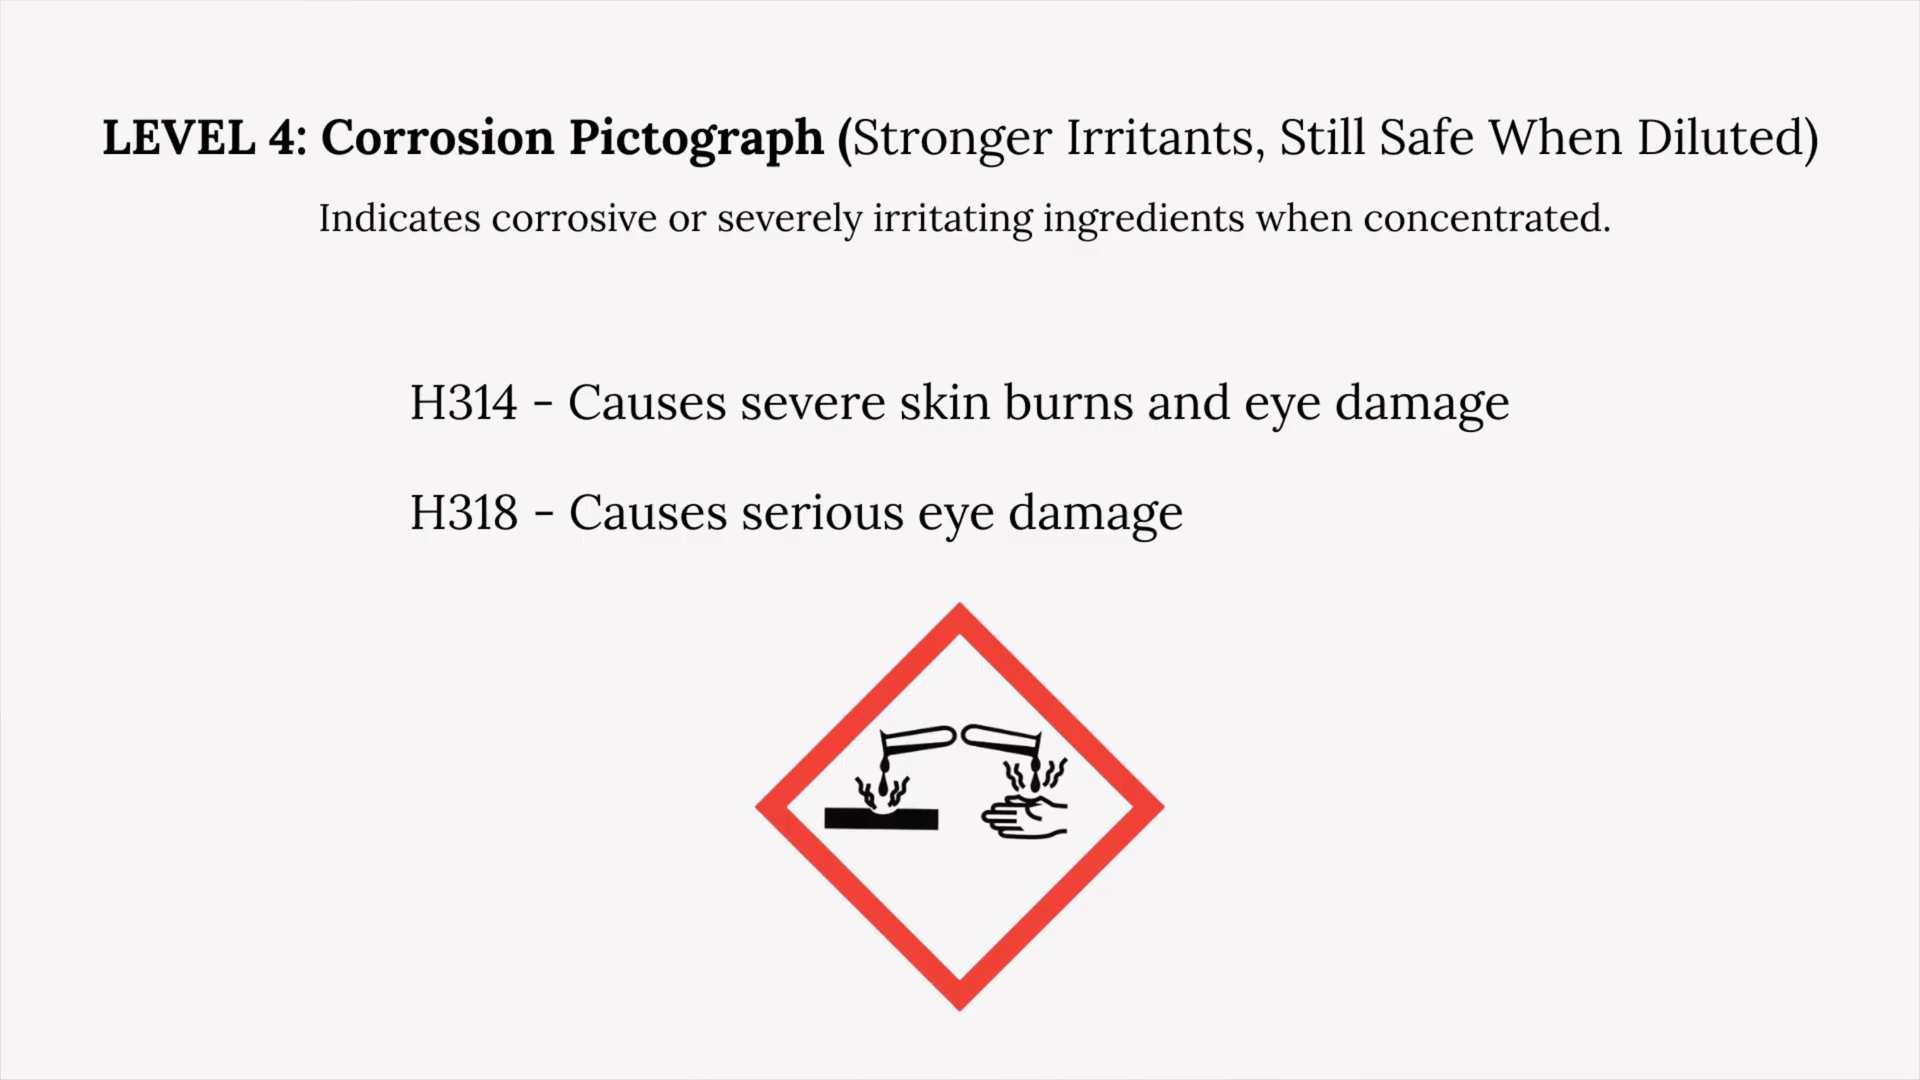 LEVEL 4: Corrosion Pictograph (Stronger Irritants, Still Safe When Diluted)
Indicates corrosive or severely irritating ingredients when concentrated.
H314 - Causes severe skin burns and eye damage
H318 - Causes serious eye damage